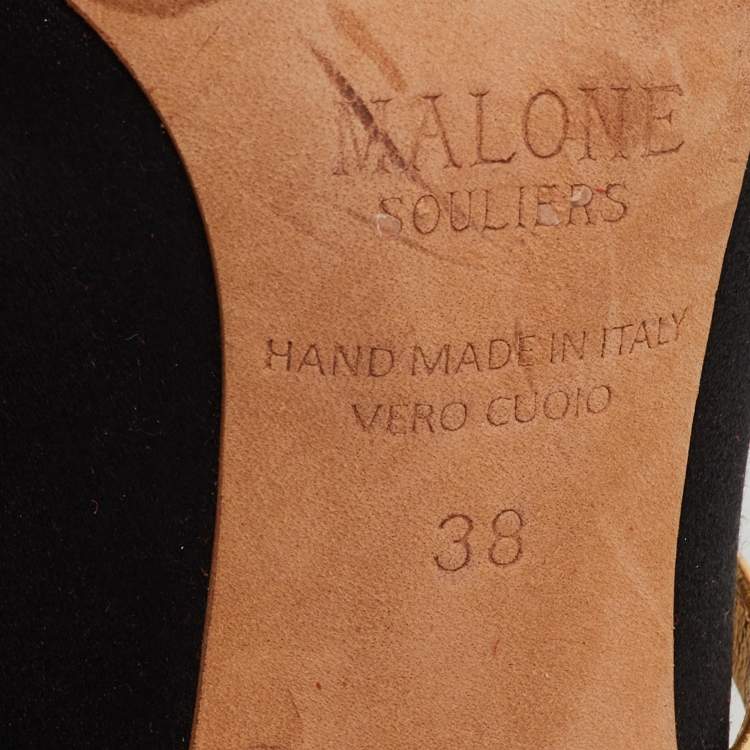 MALONE
SOULIERS
HAND MADE IN ITALY
VERO CUOIO
38